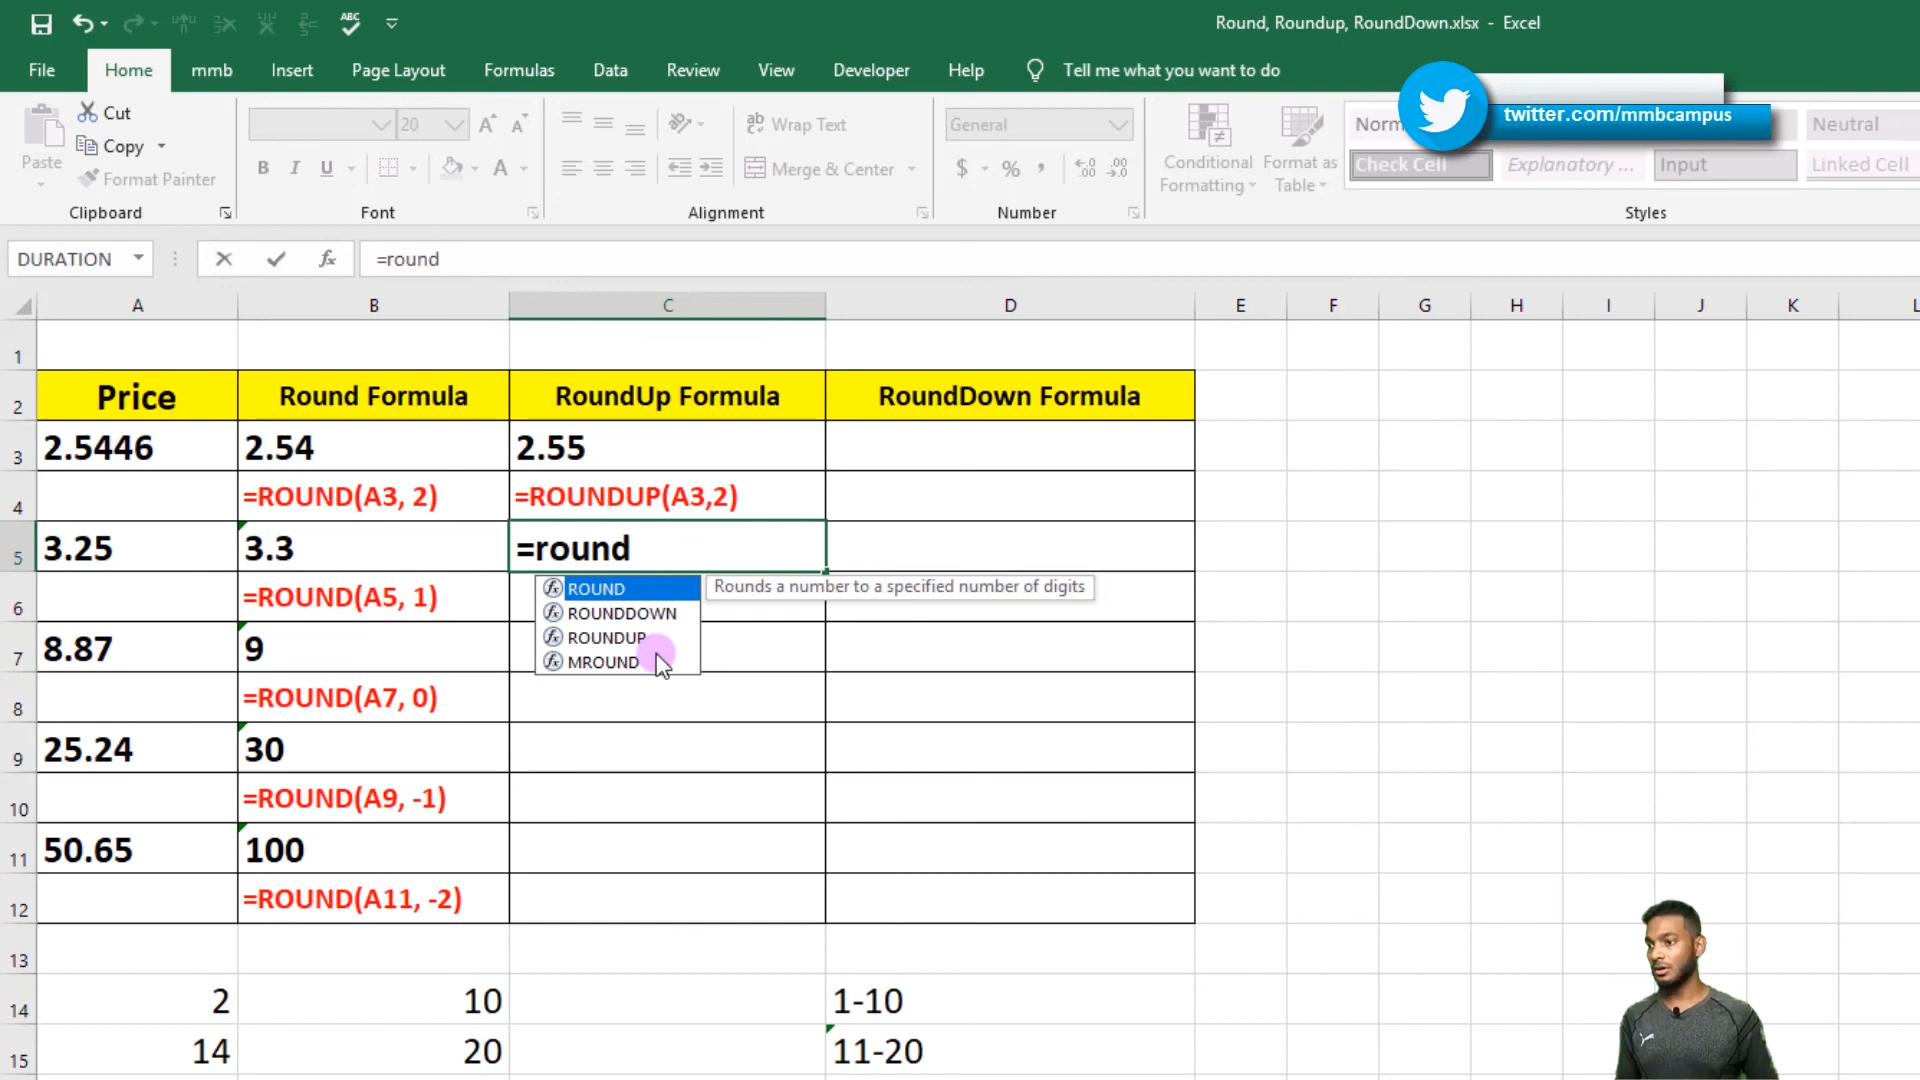 ABC
Round, Roundup, RoundDown.xlsx - Excel
File Home mmb Insert Page Layout Formulas Data Review View Developer Help Tell me what you want to do
twitter.com/mmbcampus
Paste
Cut
Copy
Format Painter
Clipboard
20
B I U
Font
Wrap Text
Merge & Center
Alignment
General
$ % ,
Number
Conditional
Formatting
Format as
Table
Norm
Neutral
Check Cell
Explanatory ...
Input
Linked Cell
Styles
DURATION
fx
=round
A B C D E F G H I J K L
1
2 Price Round Formula RoundUp Formula RoundDown Formula
3 2.5446 2.54 2.55
4 =ROUND(A3, 2) =ROUNDUP(A3,2)
5 3.25 3.3 =round
ROUND Rounds a number to a specified number of digits
ROUNDDOWN
ROUNDUP
MROUND
6 =ROUND(A5, 1)
7 8.87 9
8 =ROUND(A7, 0)
9 25.24 30
10 =ROUND(A9, -1)
11 50.65 100
12 =ROUND(A11, -2)
13
14 2 10 1-10
15 14 20 11-20